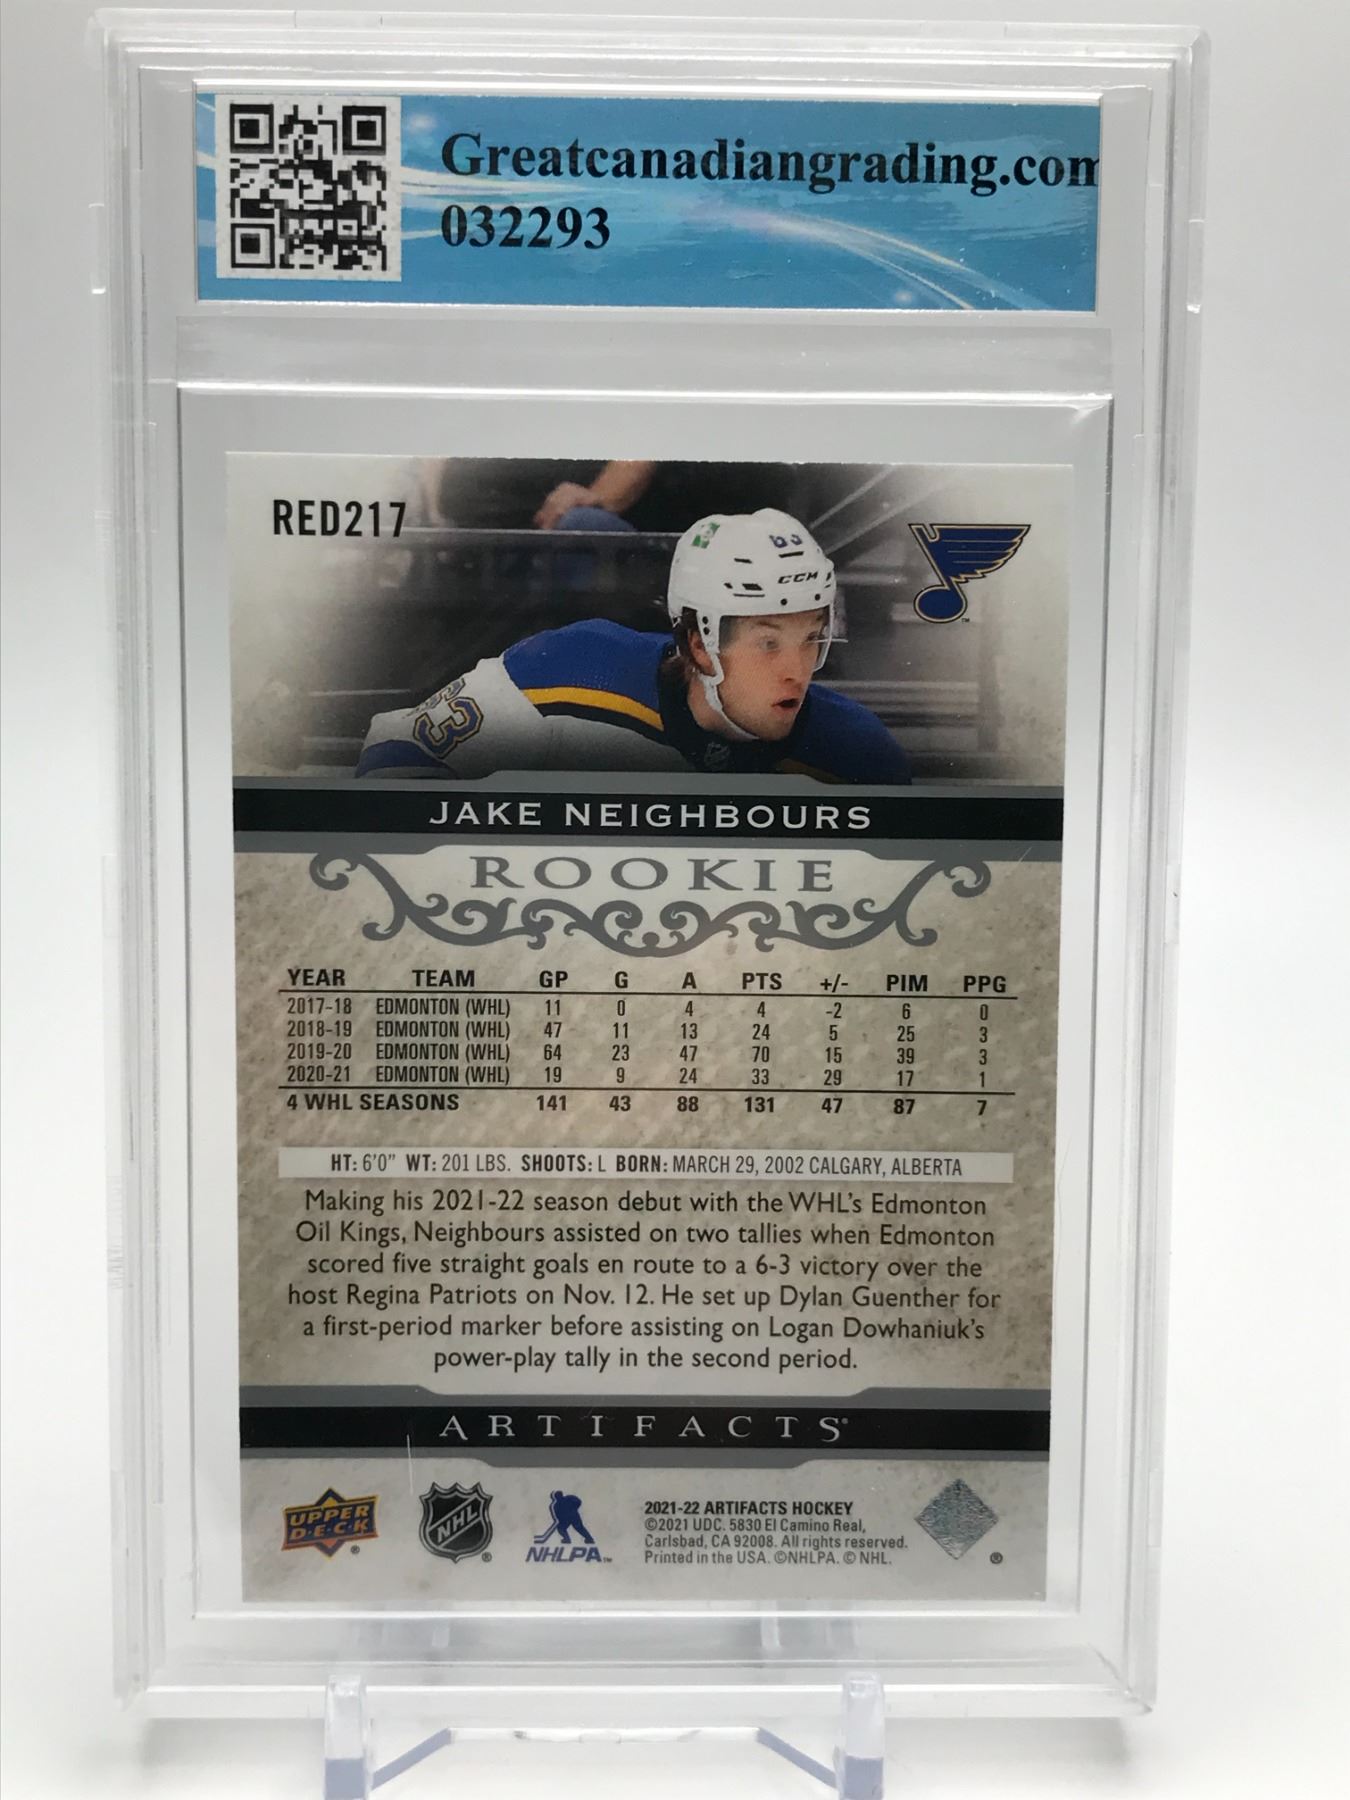 Greatcanadiangrading.com
032293
RED217
63
CCM
63
JAKE NEIGHBOURS
ROOKIE
YEAR TEAM GP G A PTS +/- PIM PPG
2017-18 EDMONTON (WHL) 11 0 4 4 -2 6 0
2018-19 EDMONTON (WHL) 47 11 13 24 5 25 3
2019-20 EDMONTON (WHL) 64 23 47 70 15 39 3
2020-21 EDMONTON (WHL) 19 9 24 33 29 17 1
4 WHL SEASONS 141 43 88 131 47 87 7
HT: 6'0" WT: 201 LBS. SHOOTS: L BORN: MARCH 29, 2002 CALGARY, ALBERTA
Making his 2021-22 season debut with the WHL's Edmonton
Oil Kings, Neighbours assisted on two tallies when Edmonton
scored five straight goals en route to a 6-3 victory over the
host Regina Patriots on Nov. 12. He set up Dylan Guenther for
a first-period marker before assisting on Logan Dowhaniuk's
power-play tally in the second period.
ARTIFACTS®
UPPER
DECK®
NHL®
NHLPA™
2021-22 ARTIFACTS HOCKEY
©2021 UDC. 5830 El Camino Real,
Carlsbad, CA 92008. All rights reserved.
Printed in the USA. ©NHLPA. © NHL.
®